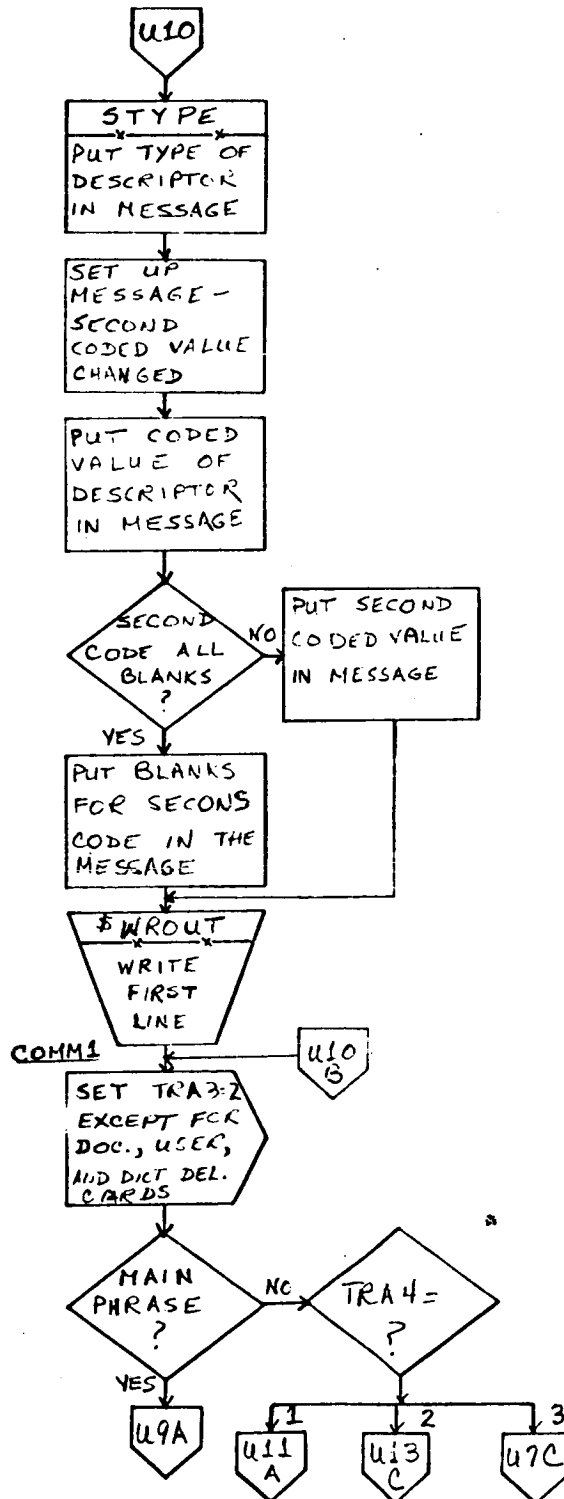 U10
STYPE
PUT TYPE OF
DESCRIPTOR
IN MESSAGE
SET UP
MESSAGE -
SECOND
CODED VALUE
CHANGED
PUT CODED
VALUE OF
DESCRIPTOR
IN MESSAGE
SECOND
CODE ALL
BLANKS
?
NO
PUT SECOND
CODED VALUE
IN MESSAGE
YES
PUT BLANKS
FOR SECONS
CODE IN THE
MESSAGE
$WROUT
WRITE
FIRST
LINE
COMM1
U10
B
SET TRA3=2
EXCEPT FOR
DOC., USER,
AND DICT DEL.
CARDS
MAIN
PHRASE
?
NO
TRA4=
?
YES
U9A
1
U11
A
2
U13
C
3
U7C